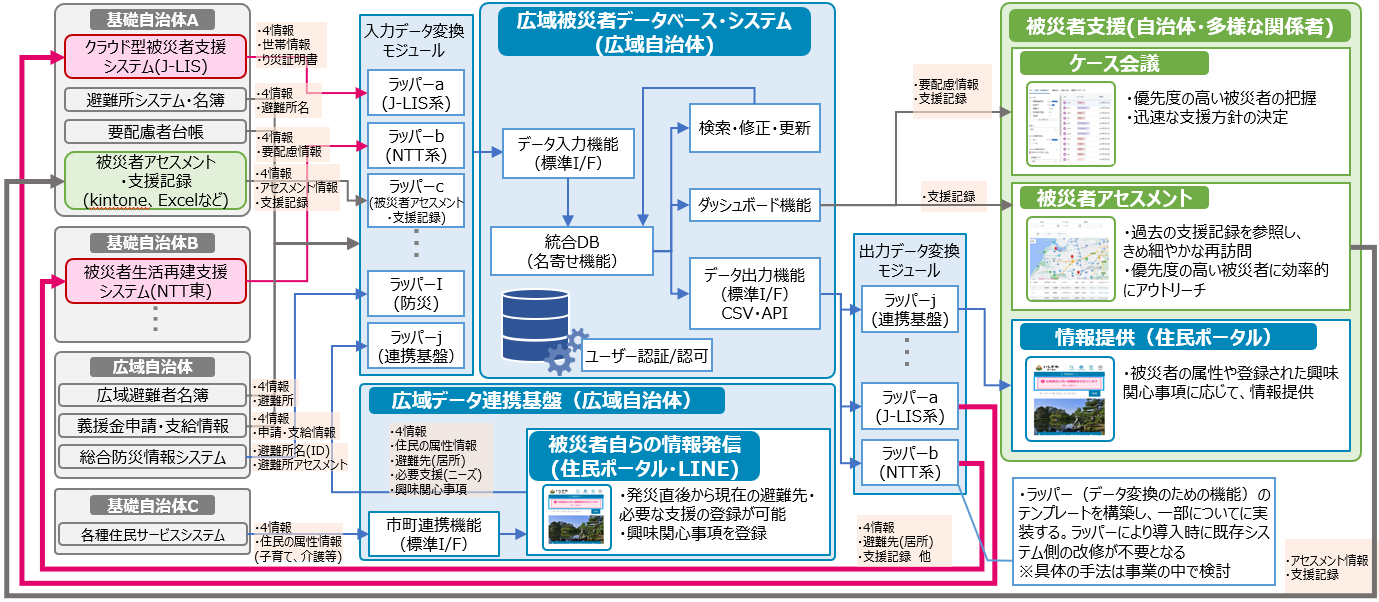 基礎自治体A
クラウド型被災者支援
システム(J-LIS)
避難所システム・名簿
要配慮者台帳
被災者アセスメント
・支援記録
(kintone、Excelなど)
・4情報
・世帯情報
・り災証明書
・4情報
・避難所名
・4情報
・要配慮情報
・4情報
・アセスメント情報
・支援記録
基礎自治体B
被災者生活再建支援
システム(NTT東)
広域自治体
広域避難者名簿
義援金申請・支給情報
総合防災情報システム
・4情報
・避難所
・4情報
・申請・支給情報
・避難所名(ID)
・避難所アセスメント
基礎自治体C
各種住民サービスシステム
・4情報
・住民の属性情報
(子育て、介護等)
入力データ変換
モジュール
ラッパーa
(J-LIS系)
ラッパーb
(NTT系)
ラッパーc
(被災者アセスメント
・支援記録)
ラッパーI
(防災)
ラッパーj
(連携基盤)
広域被災者データベース・システム
(広域自治体)
データ入力機能
(標準I/F)
統合DB
(名寄せ機能)
検索・修正・更新
ダッシュボード機能
データ出力機能
(標準I/F)
CSV・API
ユーザー認証/認可
広域データ連携基盤（広域自治体）
・4情報
・住民の属性情報
・避難先(居所)
・必要支援(ニーズ)
・興味関心事項
市町連携機能
(標準I/F)
被災者自らの情報発信
(住民ポータル・LINE)
・発災直後から現在の避難先・
必要な支援の登録が可能
・興味関心事項を登録
出力データ変換
モジュール
ラッパーj
(連携基盤)
ラッパーa
(J-LIS系)
ラッパーb
(NTT系)
・4情報
・避難先(居所)
・支援記録 他
・要配慮情報
・支援記録
・支援記録
被災者支援(自治体・多様な関係者)
ケース会議
・優先度の高い被災者の把握
・迅速な支援方針の決定
被災者アセスメント
・過去の支援記録を参照し、
きめ細やかな再訪問
・優先度の高い被災者に効率的
にアウトリーチ
情報提供（住民ポータル）
・被災者の属性や登録された興味
関心事項に応じて、情報提供
・ラッパー（データ変換のための機能）の
テンプレートを構築し、一部についてに実
装する。ラッパーにより導入時に既存シス
テム側の改修が不要となる
※具体の手法は事業の中で検討
・アセスメント情報
・支援記録